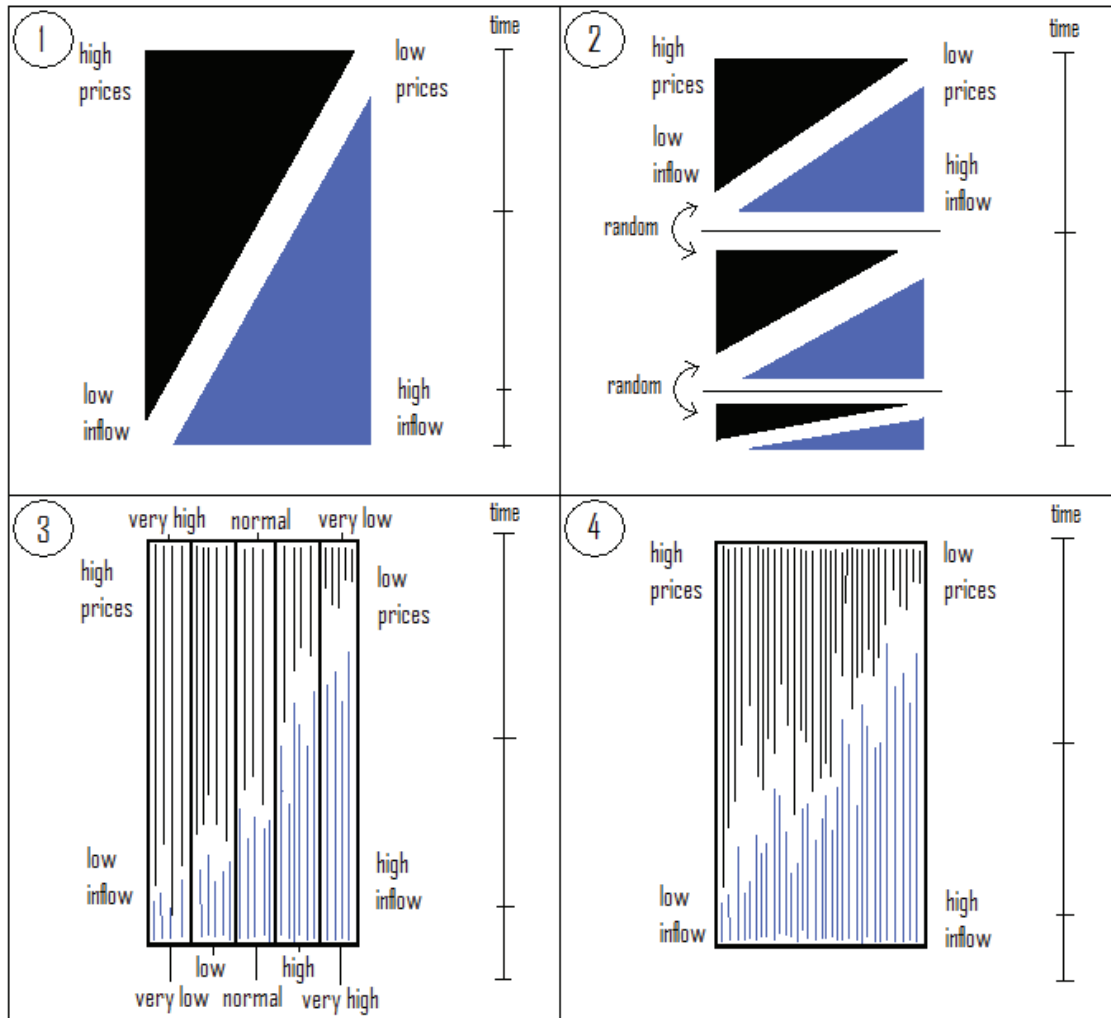 1
time
high
prices
low
prices
low
inflow
high
inflow
2
time
high
prices
low
prices
low
inflow
high
inflow
random
random
3
time
very high
normal
very low
high
prices
low
prices
low
inflow
high
inflow
low
high
very low
normal
very high
4
time
high
prices
low
prices
low
inflow
high
inflow